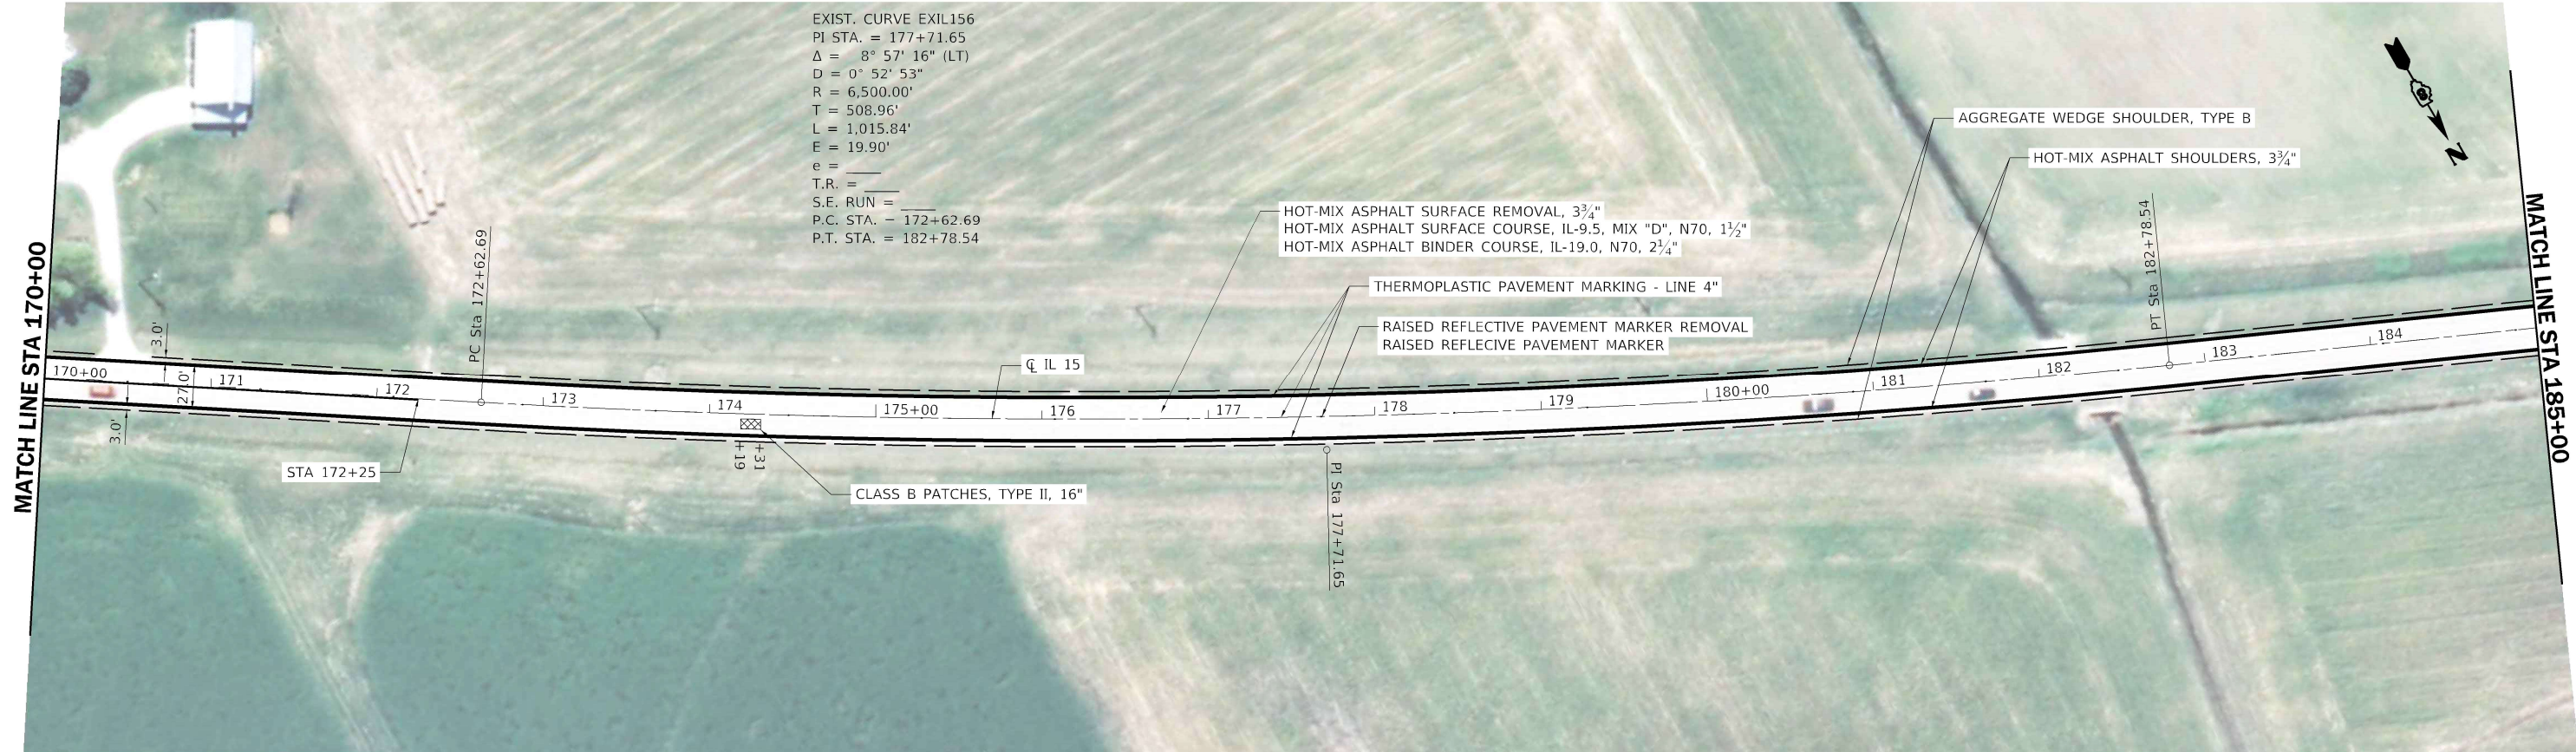 EXIST. CURVE EXIL156
PI STA. = 177+71.65
Δ = 8° 57' 16" (LT)
D = 0° 52' 53"
R = 6,500.00'
T = 508.96'
L = 1,015.84'
E = 19.90'
e = ____
T.R. = ____
S.E. RUN = ____
P.C. STA. = 172+62.69
P.T. STA. = 182+78.54
N
AGGREGATE WEDGE SHOULDER, TYPE B
HOT-MIX ASPHALT SHOULDERS, 3¾"
HOT-MIX ASPHALT SURFACE REMOVAL, 3¾"
HOT-MIX ASPHALT SURFACE COURSE, IL-9.5, MIX "D", N70, 1½"
HOT-MIX ASPHALT BINDER COURSE, IL-19.0, N70, 2¼"
THERMOPLASTIC PAVEMENT MARKING - LINE 4"
RAISED REFLECTIVE PAVEMENT MARKER REMOVAL
RAISED REFLECIVE PAVEMENT MARKER
℄ IL 15
MATCH LINE STA 170+00
PC Sta 172+62.69
PT Sta 182+78.54
MATCH LINE STA 185+00
3.0'
27.0'
3.0'
170+00
171
172
173
174
175+00
176
177
178
179
180+00
181
182
183
184
STA 172+25
+19
+31
CLASS B PATCHES, TYPE II, 16"
PI Sta 177+71.65